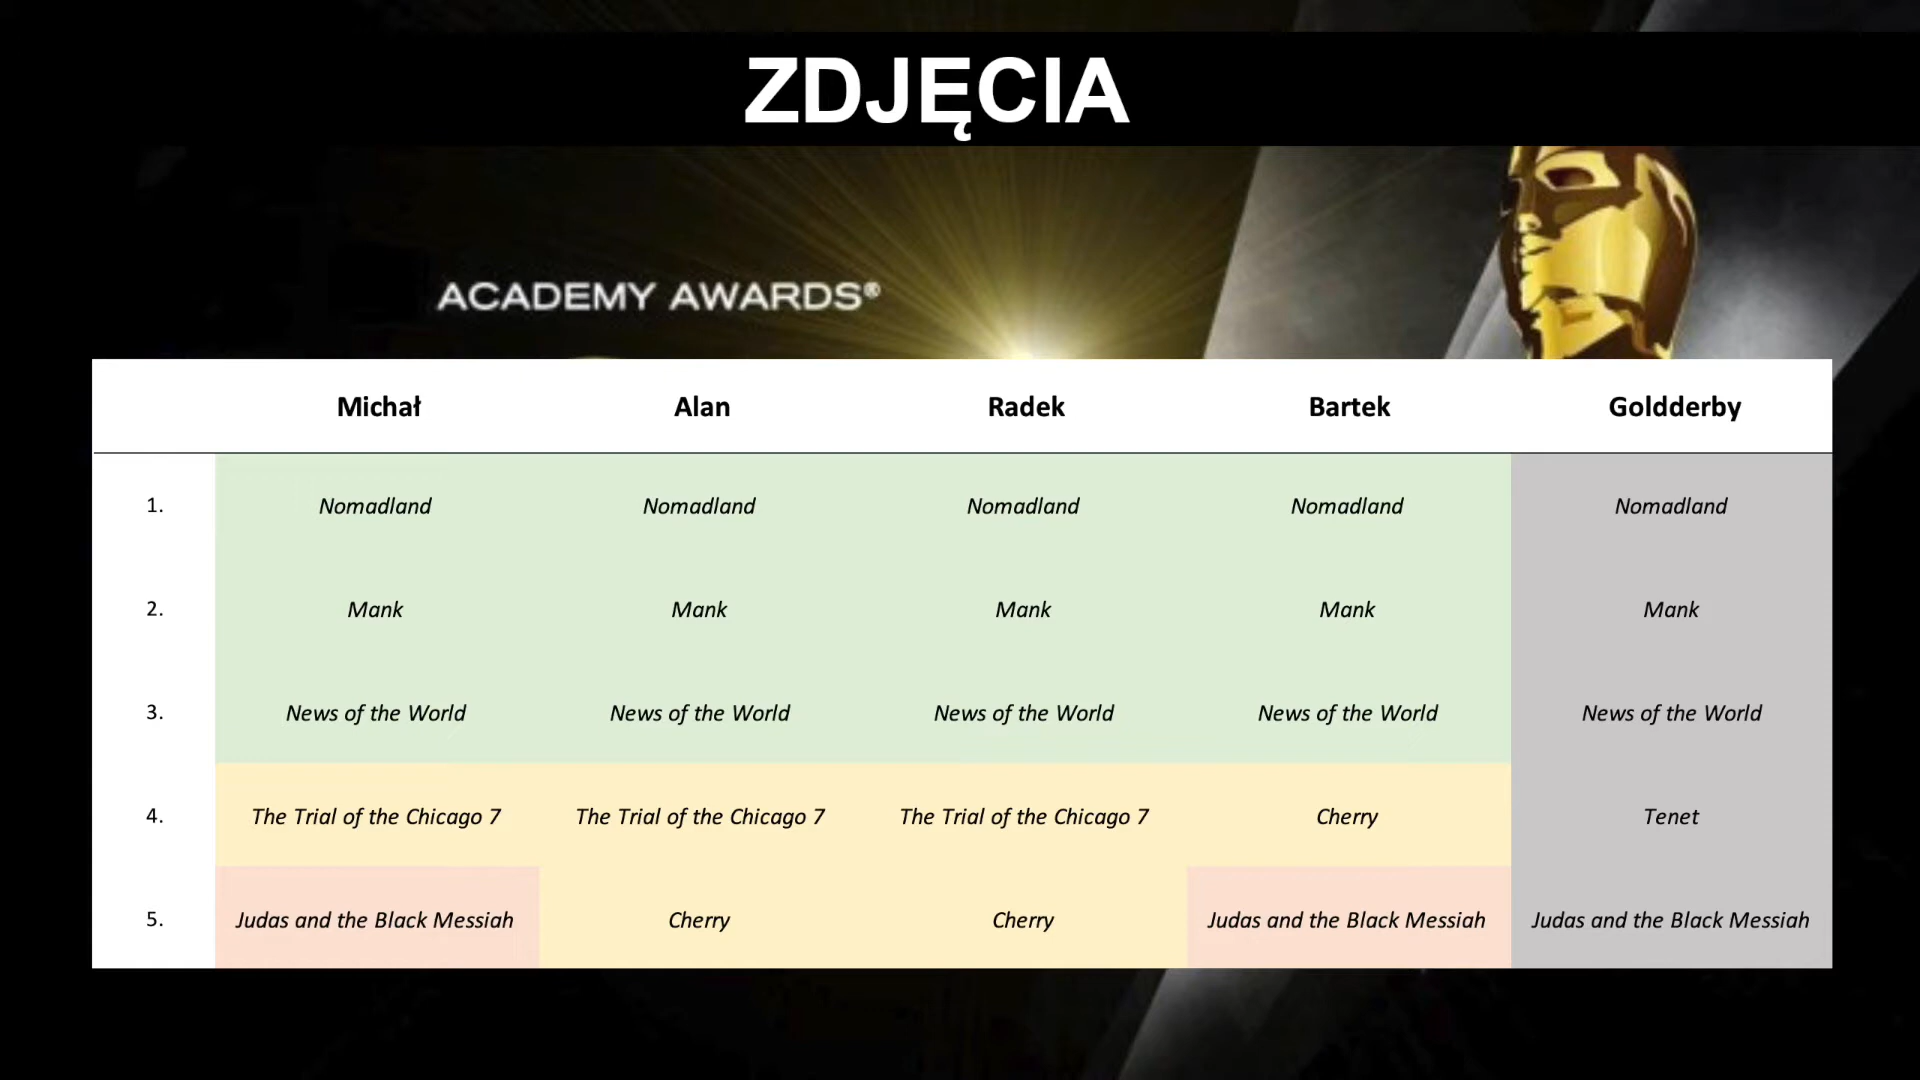 ZDJĘCIA
ACADEMY AWARDS®
Michał Alan Radek Bartek Goldderby
1. Nomadland Nomadland Nomadland Nomadland Nomadland
2. Mank Mank Mank Mank Mank
3. News of the World News of the World News of the World News of the World News of the World
4. The Trial of the Chicago 7 The Trial of the Chicago 7 The Trial of the Chicago 7 Cherry Tenet
5. Judas and the Black Messiah Cherry Cherry Judas and the Black Messiah Judas and the Black Messiah